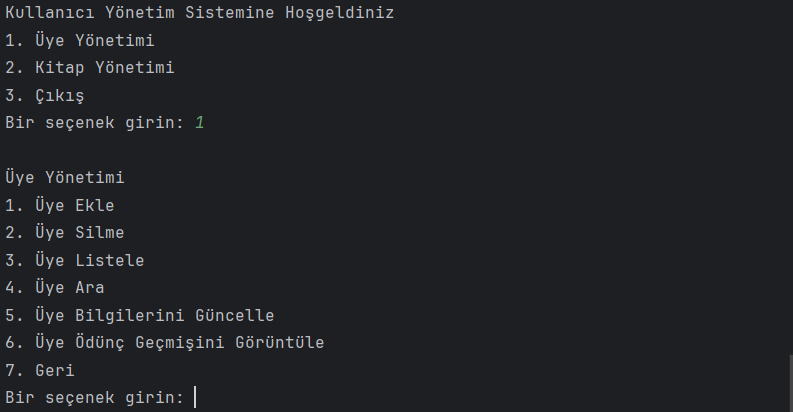 Kullanıcı Yönetim Sistemine Hoşgeldiniz
1. Üye Yönetimi
2. Kitap Yönetimi
3. Çıkış
Bir seçenek girin: 1
Üye Yönetimi
1. Üye Ekle
2. Üye Silme
3. Üye Listele
4. Üye Ara
5. Üye Bilgilerini Güncelle
6. Üye Ödünç Geçmişini Görüntüle
7. Geri
Bir seçenek girin: